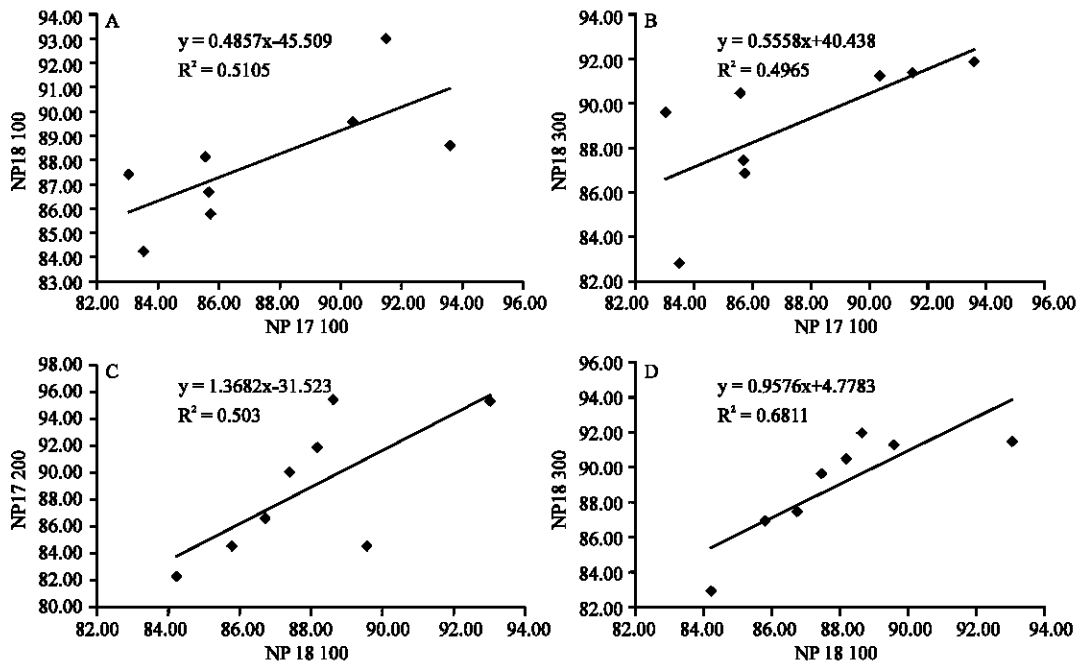 A
y = 0.4857x-45.509
R² = 0.5105
94.00
93.00
92.00
91.00
90.00
89.00
88.00
87.00
86.00
85.00
84.00
83.00
NP18 100
82.00 84.00 86.00 88.00 90.00 92.00 94.00 96.00
NP 17 100
B
y = 0.5558x+40.438
R² = 0.4965
94.00
92.00
90.00
88.00
86.00
84.00
82.00
NP18 300
82.00 84.00 86.00 88.00 90.00 92.00 94.00 96.00
NP 17 100
C
y = 1.3682x-31.523
R² = 0.503
98.00
96.00
94.00
92.00
90.00
88.00
86.00
84.00
82.00
80.00
NP17 200
82.00 84.00 86.00 88.00 90.00 92.00 94.00
NP 18 100
D
y = 0.9576x+4.7783
R² = 0.6811
96.00
94.00
92.00
90.00
88.00
86.00
84.00
82.00
NP18 300
82.00 84.00 86.00 88.00 90.00 92.00 94.00
NP 18 100